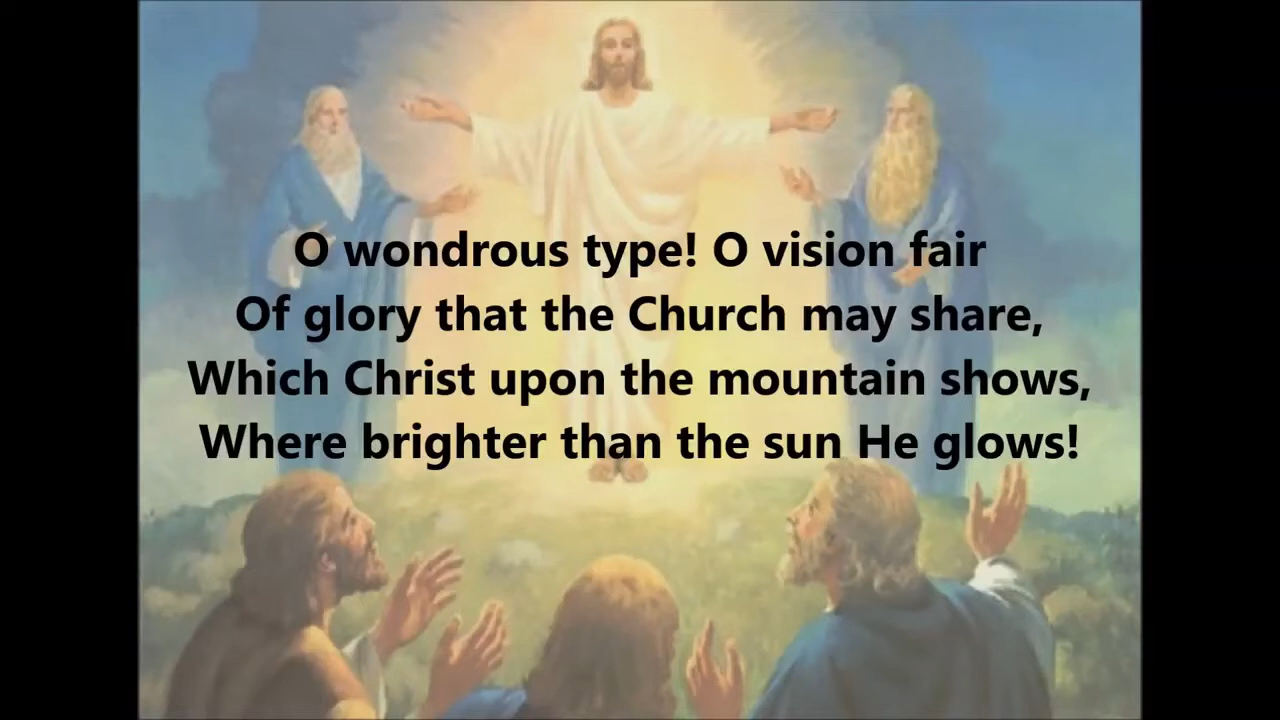 O wondrous type! O vision fair
Of glory that the Church may share,
Which Christ upon the mountain shows,
Where brighter than the sun He glows!